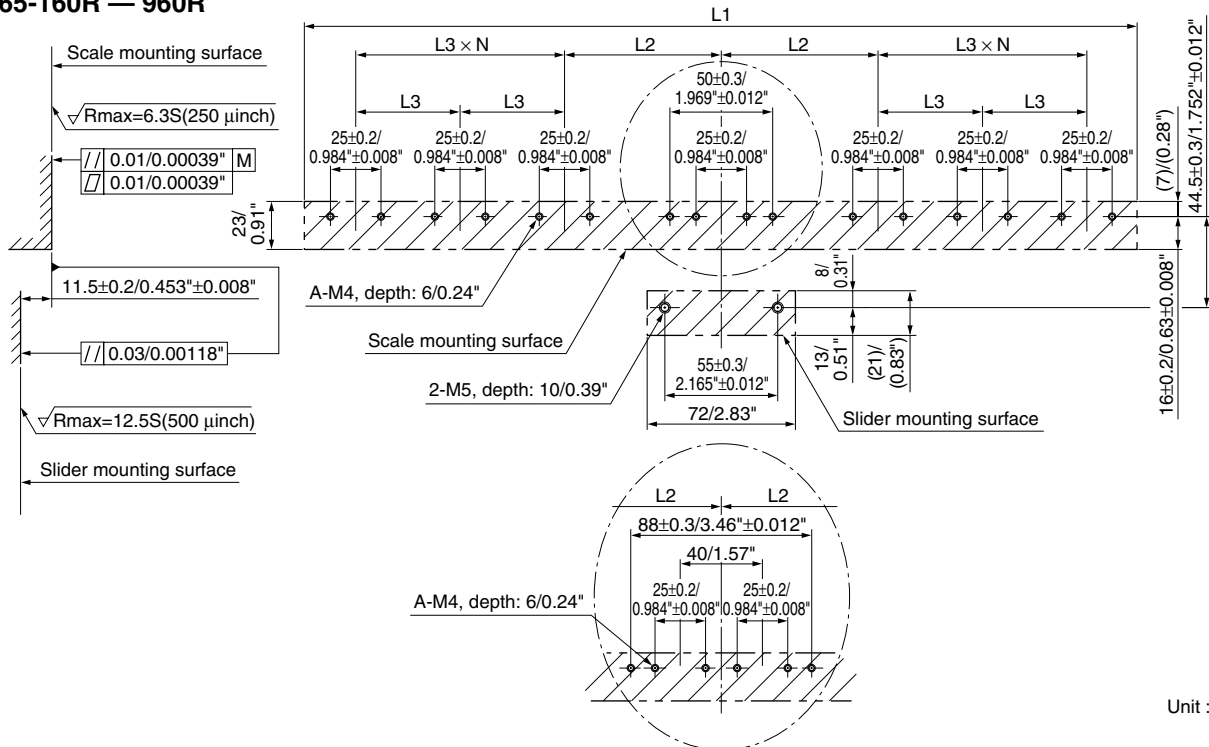 65-160R — 960R
L1
Scale mounting surface
L3 × N
L2
L2
L3 × N
50±0.3/
1.969"±0.012"
Rmax=6.3S(250 μinch)
L3
L3
L3
L3
// 0.01/0.00039" M
⏥ 0.01/0.00039"
25±0.2/
0.984"±0.008"
25±0.2/
0.984"±0.008"
25±0.2/
0.984"±0.008"
25±0.2/
0.984"±0.008"
25±0.2/
0.984"±0.008"
25±0.2/
0.984"±0.008"
25±0.2/
0.984"±0.008"
(7)/(0.28")
44.5±0.3/1.752"±0.012"
23/
0.91"
11.5±0.2/0.453"±0.008"
A-M4, depth: 6/0.24"
8/
0.31"
16±0.2/0.63±0.008"
Scale mounting surface
// 0.03/0.00118"
13/
0.51"
(21)/
(0.83")
55±0.3/
2.165"±0.012"
2-M5, depth: 10/0.39"
72/2.83"
Slider mounting surface
Rmax=12.5S(500 μinch)
Slider mounting surface
L2
L2
88±0.3/3.46"±0.012"
40/1.57"
25±0.2/
0.984"±0.008"
25±0.2/
0.984"±0.008"
A-M4, depth: 6/0.24"
Unit :